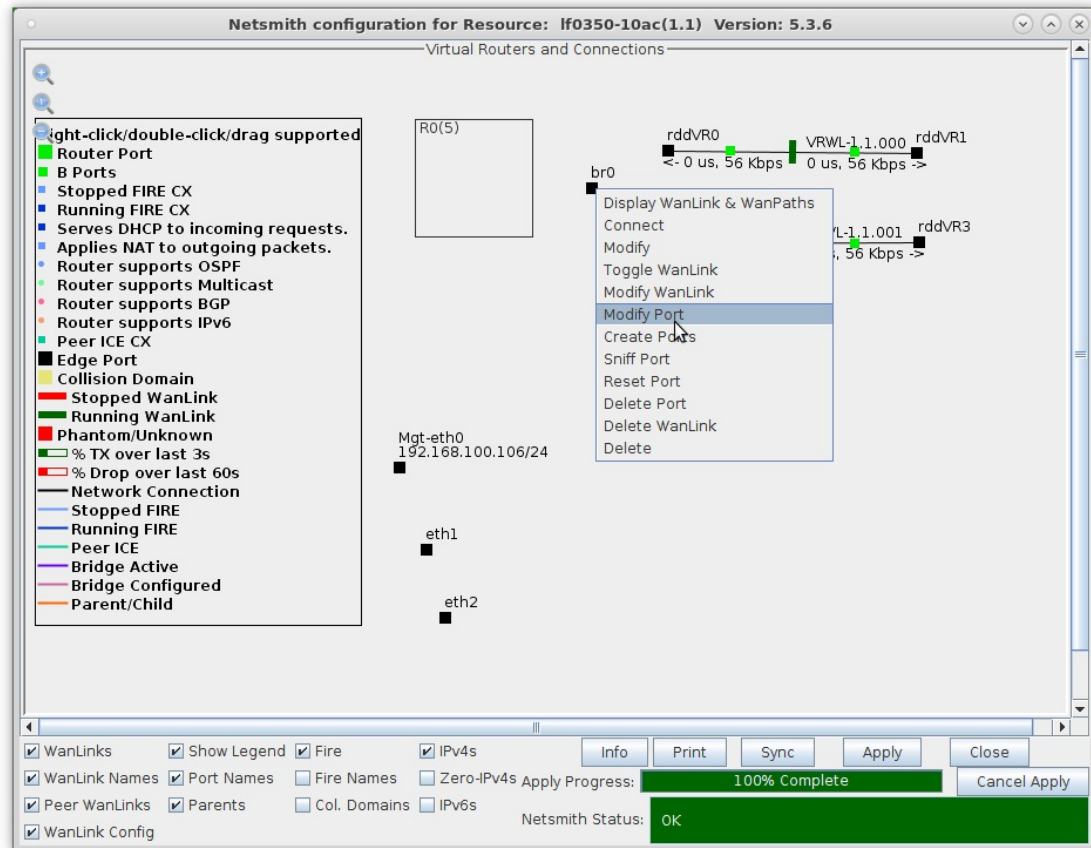 Netsmith configuration for Resource: lf0350-10ac(1.1) Version: 5.3.6
Virtual Routers and Connections
ight-click/double-click/drag supported
Router Port
B Ports
Stopped FIRE CX
Running FIRE CX
Serves DHCP to incoming requests.
Applies NAT to outgoing packets.
Router supports OSPF
Router supports Multicast
Router supports BGP
Router supports IPv6
Peer ICE CX
Edge Port
Collision Domain
Stopped WanLink
Running WanLink
Phantom/Unknown
% TX over last 3s
% Drop over last 60s
Network Connection
Stopped FIRE
Running FIRE
Peer ICE
Bridge Active
Bridge Configured
Parent/Child
R0(5)
rddVR0
VRWL-1.1.000
rddVR1
<- 0 us, 56 Kbps
0 us, 56 Kbps ->
br0
L-1.1.001
rddVR3
, 56 Kbps ->
Display WanLink & WanPaths
Connect
Modify
Toggle WanLink
Modify WanLink
Modify Port
Create Ports
Sniff Port
Reset Port
Delete Port
Delete WanLink
Delete
Mgt-eth0
192.168.100.106/24
eth1
eth2
WanLinks
Show Legend
Fire
IPv4s
Info
Print
Sync
Apply
Close
WanLink Names
Port Names
Fire Names
Zero-IPv4s
Apply Progress:
100% Complete
Cancel Apply
Peer WanLinks
Parents
Col. Domains
IPv6s
Netsmith Status:
OK
WanLink Config